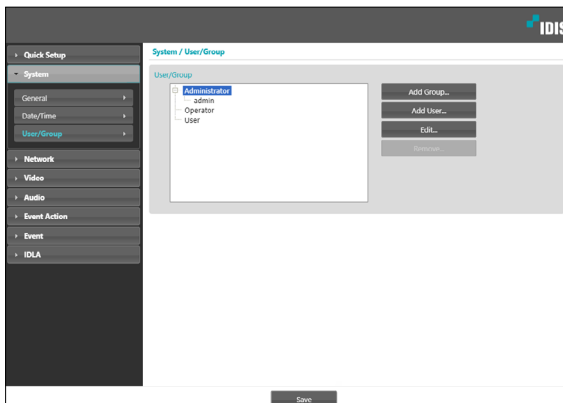 IDIS
Quick Setup
System
General
Date/Time
User/Group
Network
Video
Audio
Event Action
Event
IDLA
System / User/Group
User/Group
Administrator
admin
Operator
User
Add Group...
Add User...
Edit...
Remove...
Save